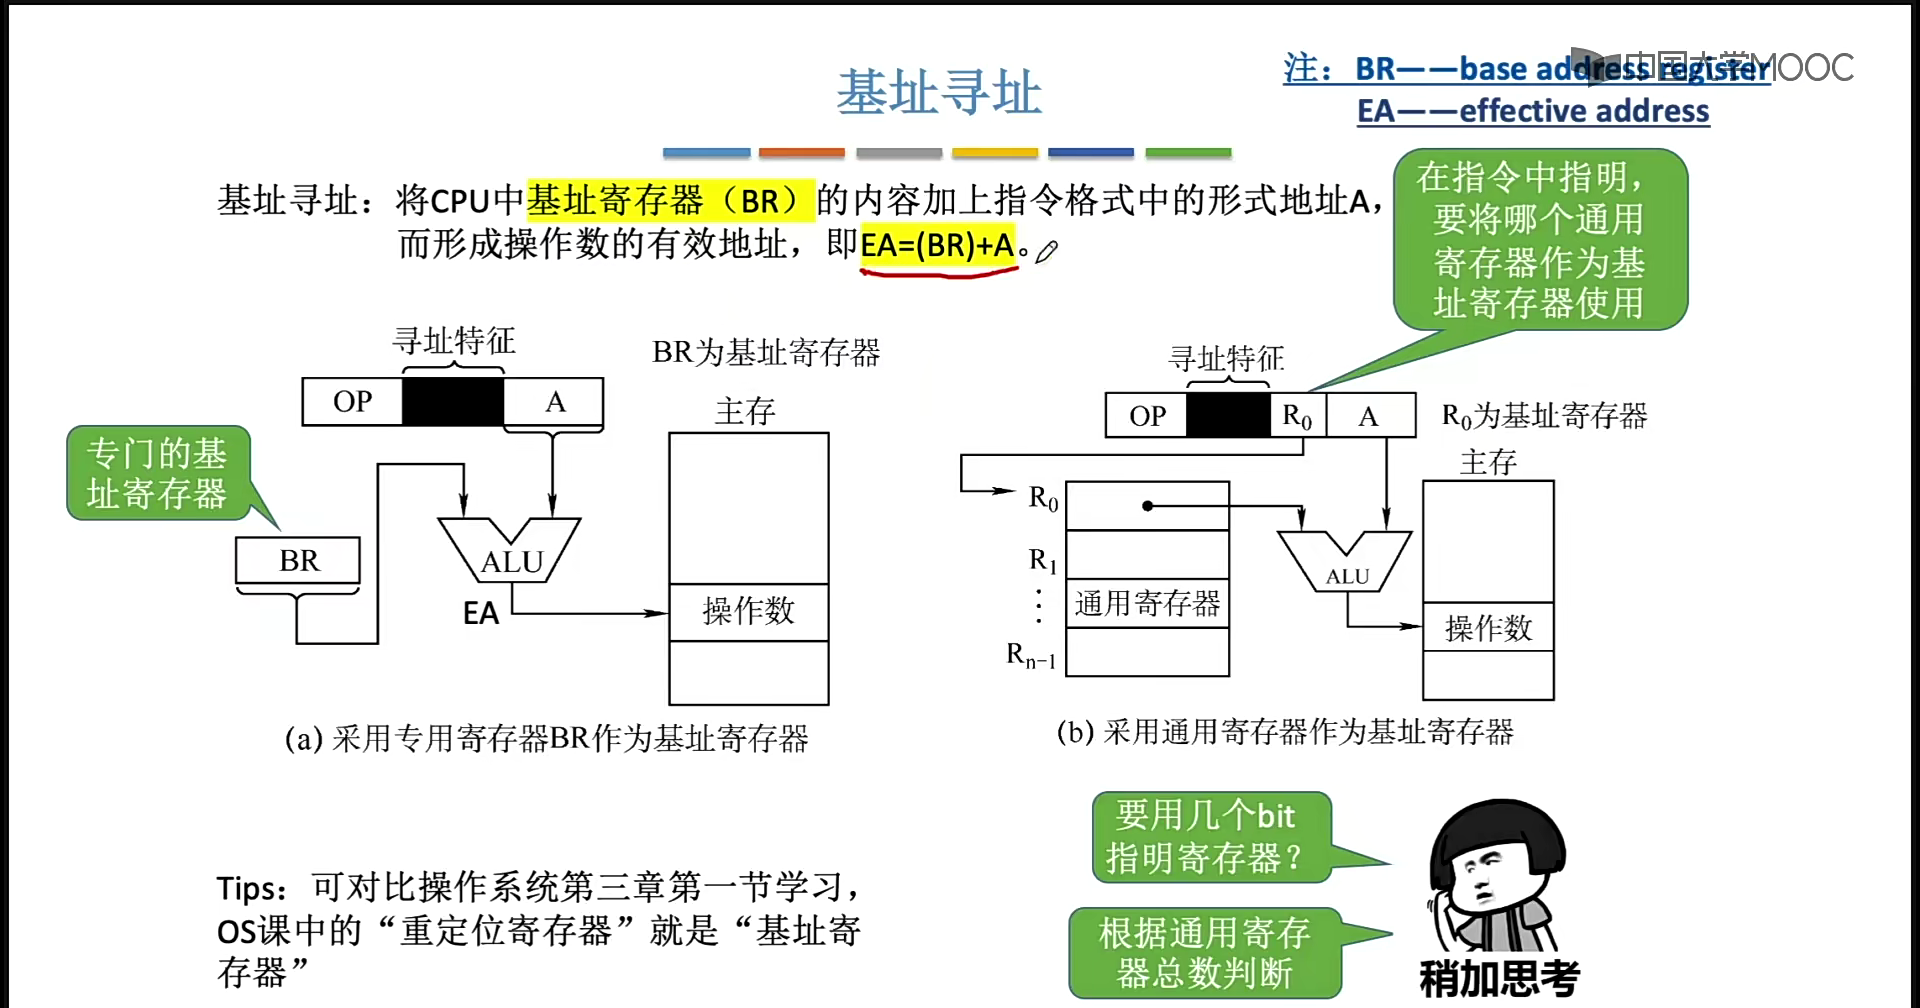 基址寻址
注：BR——base address register
中国大学MOOC
EA——effective address
基址寻址：将CPU中基址寄存器（BR）的内容加上指令格式中的形式地址A，
而形成操作数的有效地址，即EA=(BR)+A。
在指令中指明，
要将哪个通用
寄存器作为基
址寄存器使用
寻址特征
BR为基址寄存器
OP
A
主存
专门的基
址寄存器
BR
ALU
EA
操作数
(a) 采用专用寄存器BR作为基址寄存器
寻址特征
OP
R₀
A
R₀为基址寄存器
主存
R₀
R₁
⋮
通用寄存器
Rₙ₋₁
ALU
操作数
(b) 采用通用寄存器作为基址寄存器
要用几个bit
指明寄存器？
根据通用寄存
器总数判断
稍加思考
Tips：可对比操作系统第三章第一节学习，
OS课中的“重定位寄存器”就是“基址寄
存器”